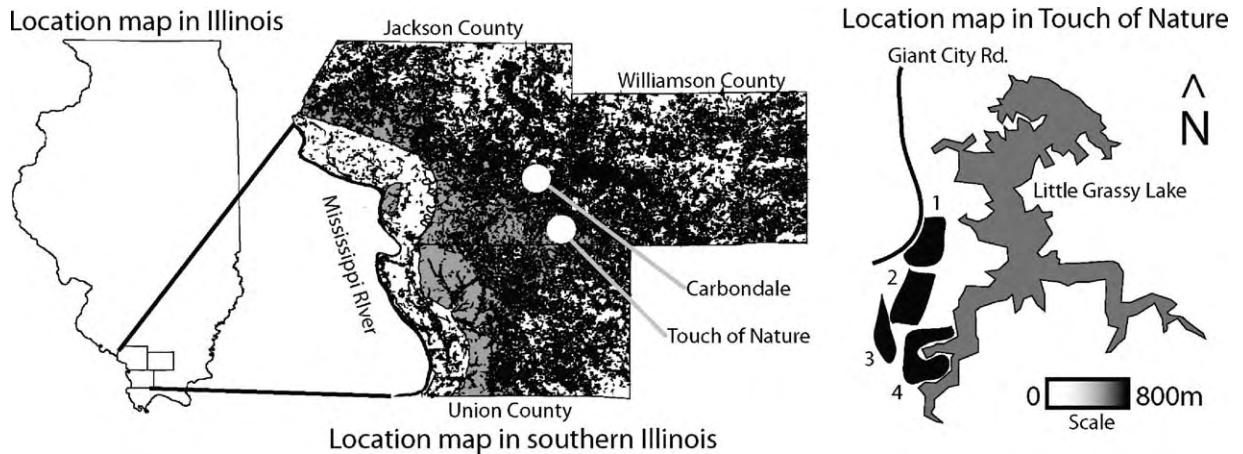 Location map in Illinois
Jackson County
Williamson County
Mississippi River
Carbondale
Touch of Nature
Union County
Location map in southern Illinois
Location map in Touch of Nature
Giant City Rd.
^
N
Little Grassy Lake
1
2
3
4
0 800m
Scale